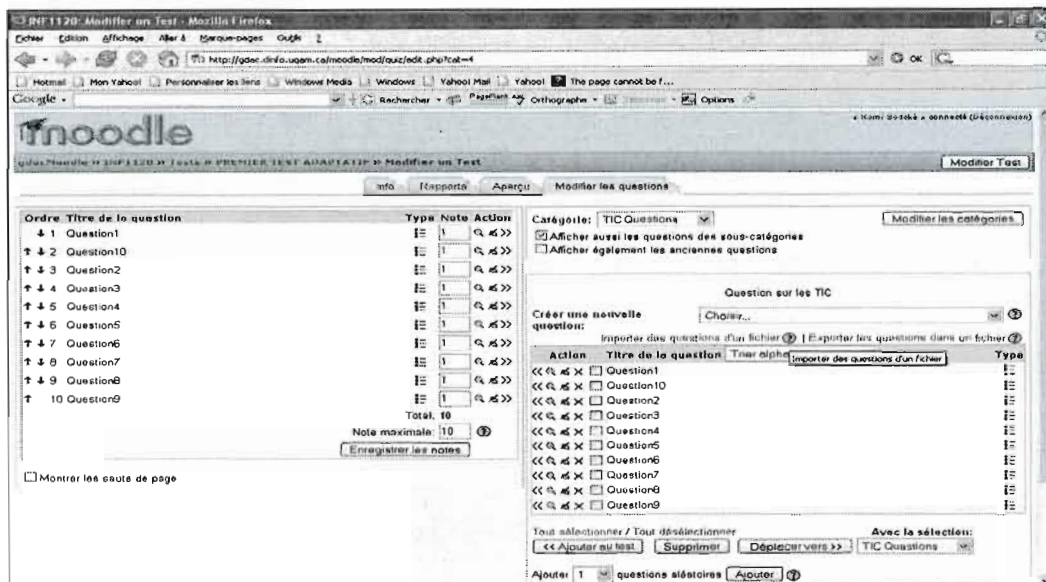 INF1120: Modifier un Test - Mozilla Firefox
Fichier Edition Affichage Aller à Marque-pages Outils ?
http://gdac.dinfo.uqam.ca/moodle/mod/quiz/edit.php?cat=4
OK
Hotmail Mon Yahoo! Personnaliser les liens Windows Media Windows Yahoo! Mail Yahoo! The page cannot be f...
Google Rechercher PageRank Orthographe Options
moodle
connecté (Déconnexion)
INF1120 » Tests » PREMIER TEST ADAPTATIF » Modifier un Test
Modifier Test
Info Rapports Aperçu Modifier les questions
Ordre Titre de la question Type Note Action
1 Question1 1
2 Question10 1
3 Question2 1
4 Question3 1
5 Question4 1
6 Question5 1
7 Question6 1
8 Question7 1
9 Question8 1
10 Question9 1
Total: 10
Note maximale: 10
Enregistrer les notes
Montrer les sauts de page
Catégorie: TIC Questions Modifier les catégories
Afficher aussi les questions des sous-catégories
Afficher également les anciennes questions
Question sur les TIC
Créer une nouvelle question: Choisir...
Importer des questions d'un fichier | Exporter les questions dans un fichier
Action Titre de la question Trier alpha Type
Importer des questions d'un fichier
Question1
Question10
Question2
Question3
Question4
Question5
Question6
Question7
Question8
Question9
Tout sélectionner / Tout désélectionner Avec la sélection:
<< Ajouter au test Supprimer Déplacer vers >> TIC Questions
Ajouter 1 questions aléatoires Ajouter